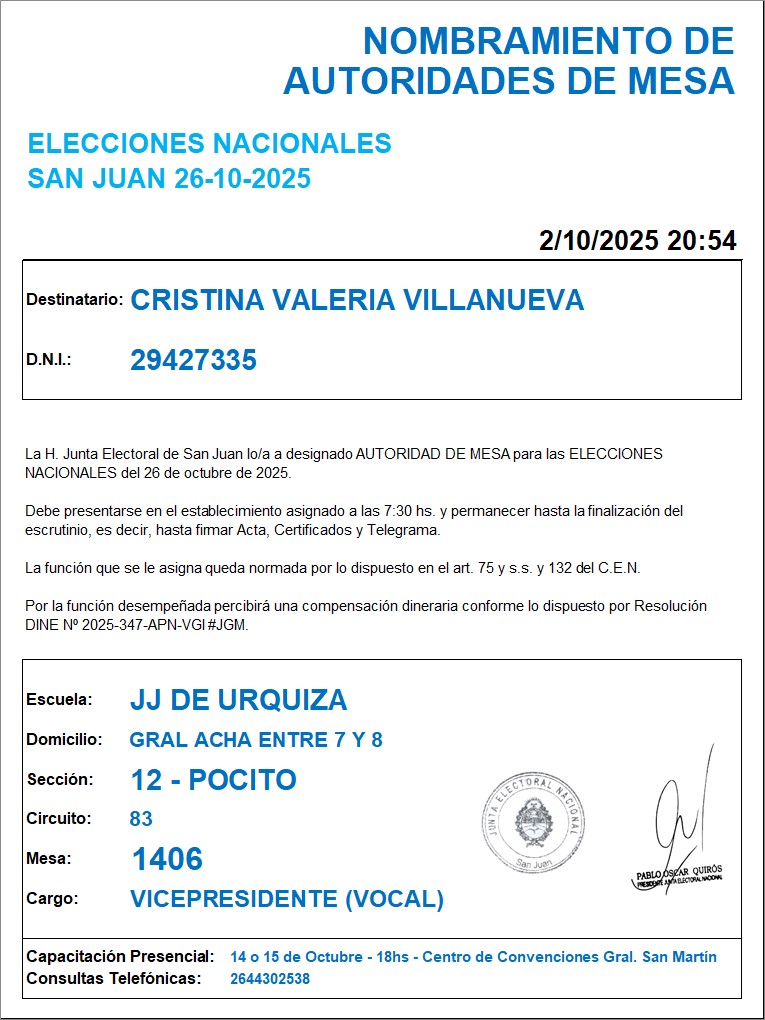 NOMBRAMIENTO DE
AUTORIDADES DE MESA
ELECCIONES NACIONALES
SAN JUAN 26-10-2025
2/10/2025 20:54
Destinatario: CRISTINA VALERIA VILLANUEVA
D.N.I.: 29427335
La H. Junta Electoral de San Juan lo/a a designado AUTORIDAD DE MESA para las ELECCIONES
NACIONALES del 26 de octubre de 2025.
Debe presentarse en el establecimiento asignado a las 7:30 hs. y permanecer hasta la finalización del
escrutinio, es decir, hasta firmar Acta, Certificados y Telegrama.
La función que se le asigna queda normada por lo dispuesto en el art. 75 y s.s. y 132 del C.E.N.
Por la función desempeñada percibirá una compensación dineraria conforme lo dispuesto por Resolución
DINE Nº 2025-347-APN-VGI#JGM.
Escuela: JJ DE URQUIZA
Domicilio: GRAL ACHA ENTRE 7 Y 8
Sección: 12 - POCITO
Circuito: 83
Mesa: 1406
Cargo: VICEPRESIDENTE (VOCAL)
JUNTA ELECTORAL NACIONAL
San Juan
PABLO OSCAR QUIRÓS
PRESIDENTE JUNTA ELECTORAL NACIONAL
Capacitación Presencial: 14 o 15 de Octubre - 18hs - Centro de Convenciones Gral. San Martín
Consultas Telefónicas: 2644302538